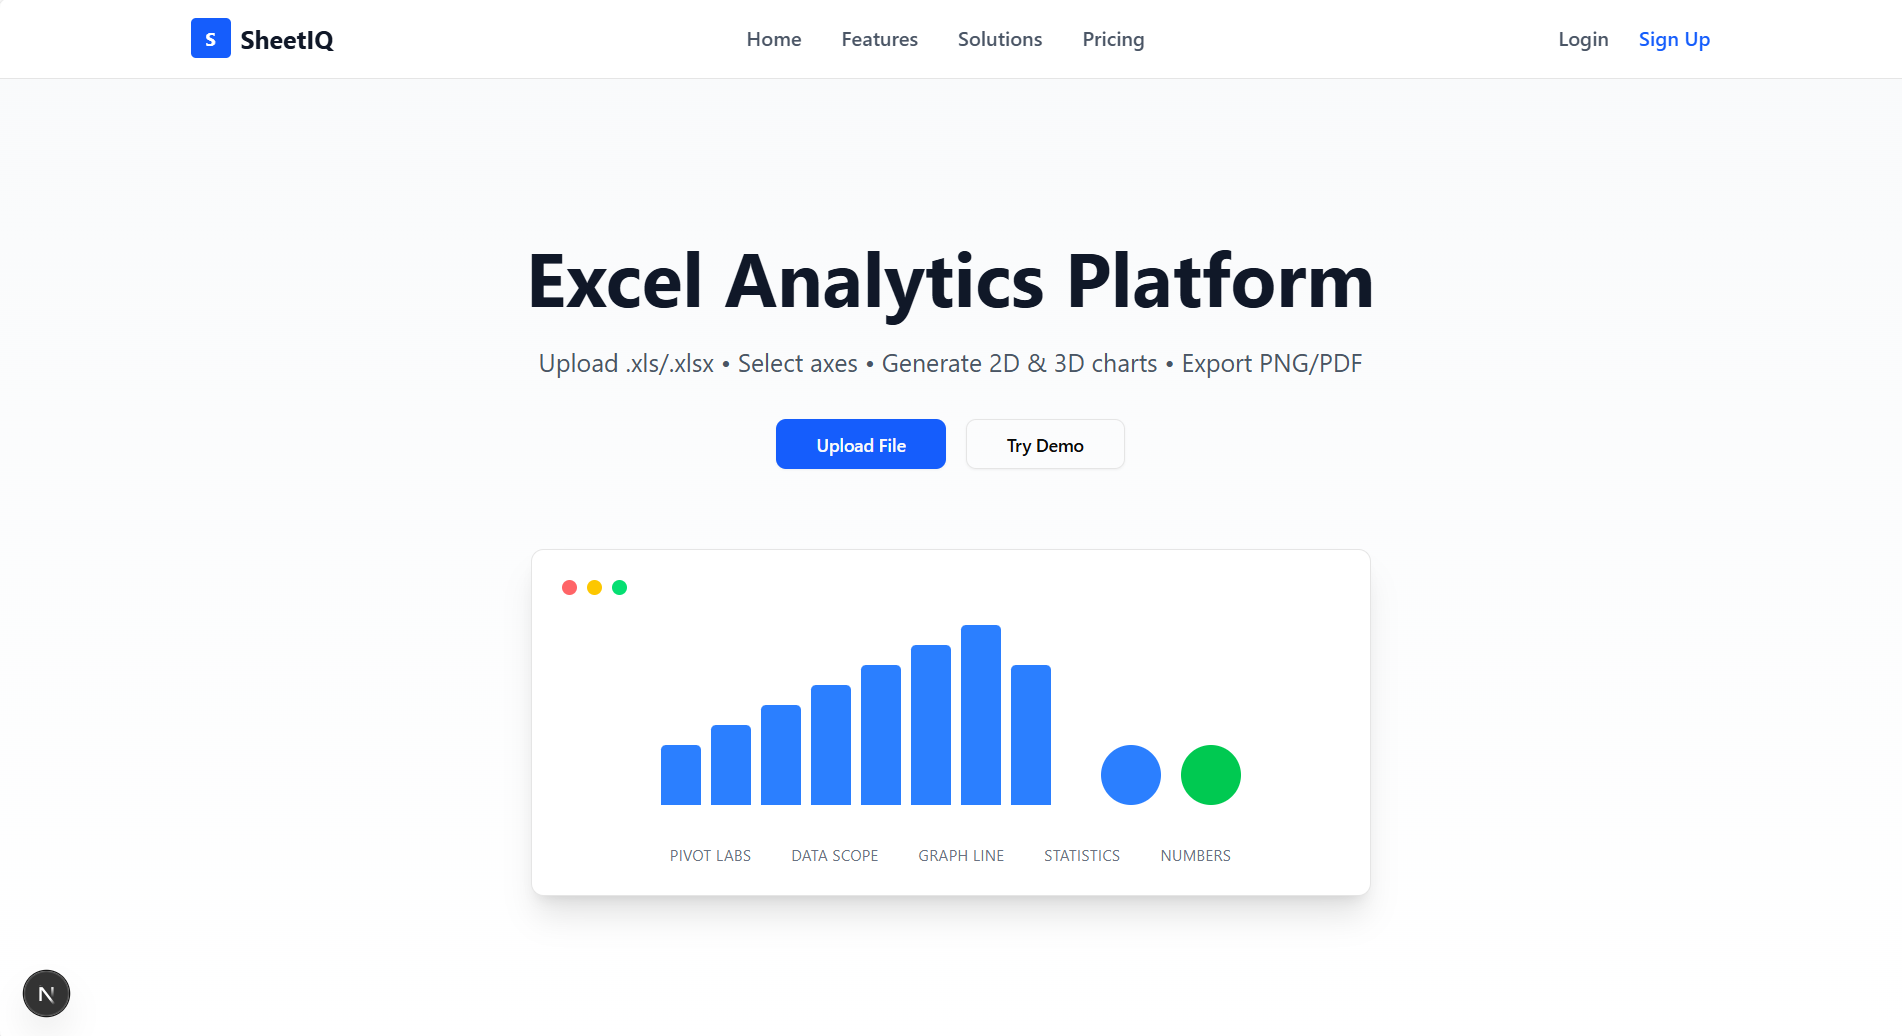 S SheetIQ Home Features Solutions Pricing Login Sign Up
Excel Analytics Platform
Upload .xls/.xlsx • Select axes • Generate 2D & 3D charts • Export PNG/PDF
Upload File Try Demo
PIVOT LABS DATA SCOPE GRAPH LINE STATISTICS NUMBERS
N